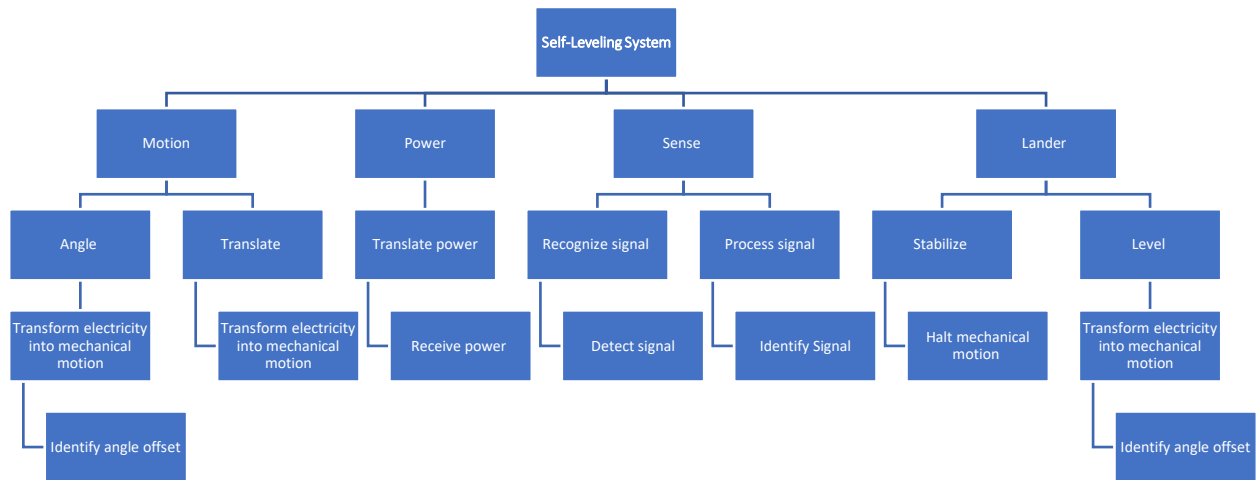 Self-Leveling System
Motion
Power
Sense
Lander
Angle
Translate
Translate power
Recognize signal
Process signal
Stabilize
Level
Transform electricity
into mechanical
motion
Transform electricity
into mechanical
motion
Receive power
Detect signal
Identify Signal
Halt mechanical
motion
Transform electricity
into mechanical
motion
Identify angle offset
Identify angle offset